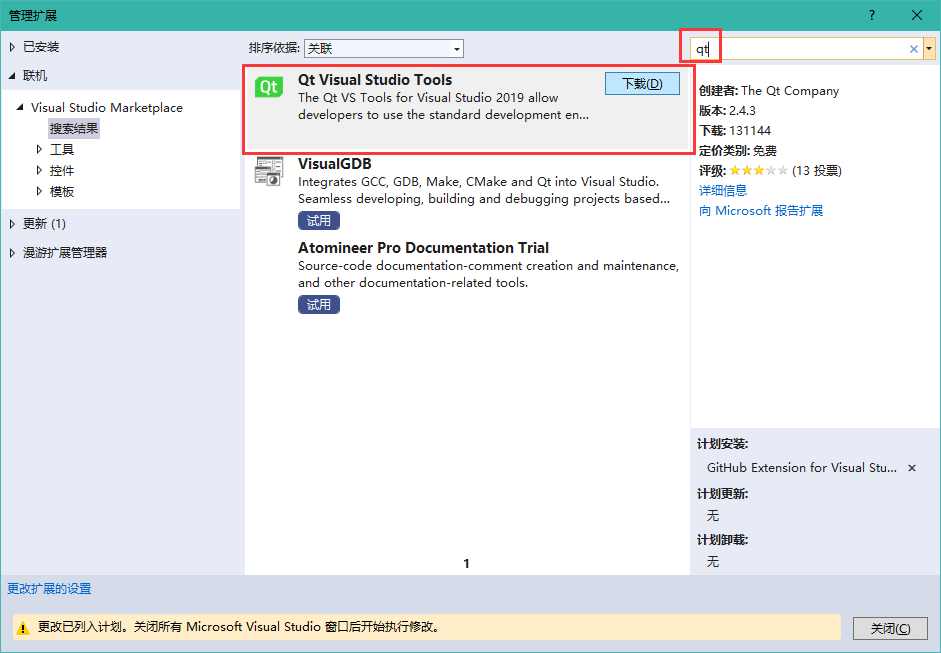 管理扩展
?
已安装
联机
Visual Studio Marketplace
搜索结果
工具
控件
模板
更新 (1)
漫游扩展管理器
排序依据: 关联
Qt
Qt Visual Studio Tools
下载(D)
The Qt VS Tools for Visual Studio 2019 allow
developers to use the standard development en...
VisualGDB
Integrates GCC, GDB, Make, CMake and Qt into Visual Studio.
Seamless developing, building and debugging projects based...
试用
Atomineer Pro Documentation Trial
Source-code documentation-comment creation and maintenance,
and other documentation-related tools.
试用
1
qt
创建者: The Qt Company
版本: 2.4.3
下载: 131144
定价类别: 免费
评级: (13 投票)
详细信息
向 Microsoft 报告扩展
计划安装:
GitHub Extension for Visual Stu...
计划更新:
无
计划卸载:
无
更改扩展的设置
更改已列入计划。关闭所有 Microsoft Visual Studio 窗口后开始执行修改。
关闭(C)